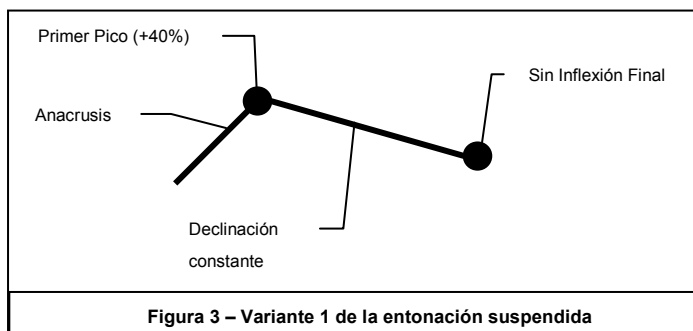 Primer Pico (+40%)
Sin Inflexión Final
Anacrusis
Declinación
constante
Figura 3 – Variante 1 de la entonación suspendida